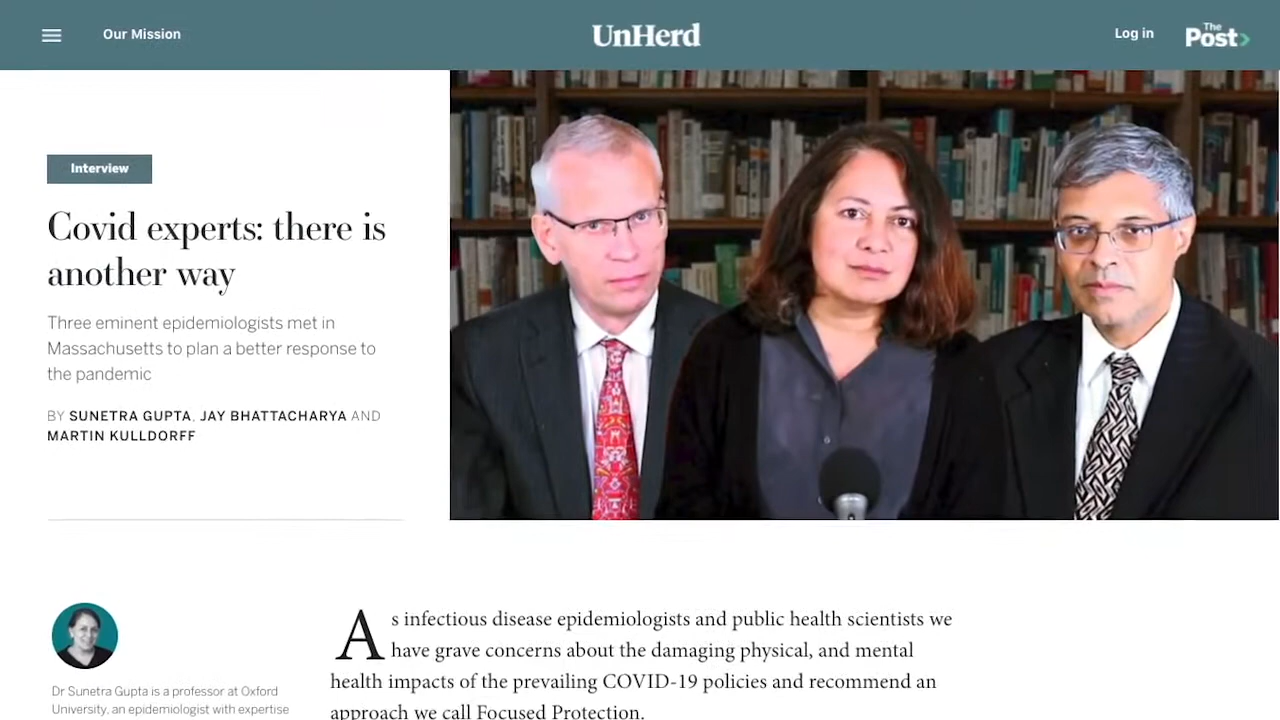 Our Mission
UnHerd
Log in
The
Post
Interview
Covid experts: there is
another way
Three eminent epidemiologists met in
Massachusetts to plan a better response to
the pandemic
BY SUNETRA GUPTA, JAY BHATTACHARYA AND
MARTIN KULLDORFF
As infectious disease epidemiologists and public health scientists we
have grave concerns about the damaging physical, and mental
health impacts of the prevailing COVID-19 policies and recommend an
approach we call Focused Protection.
Dr Sunetra Gupta is a professor at Oxford
University, an epidemiologist with expertise